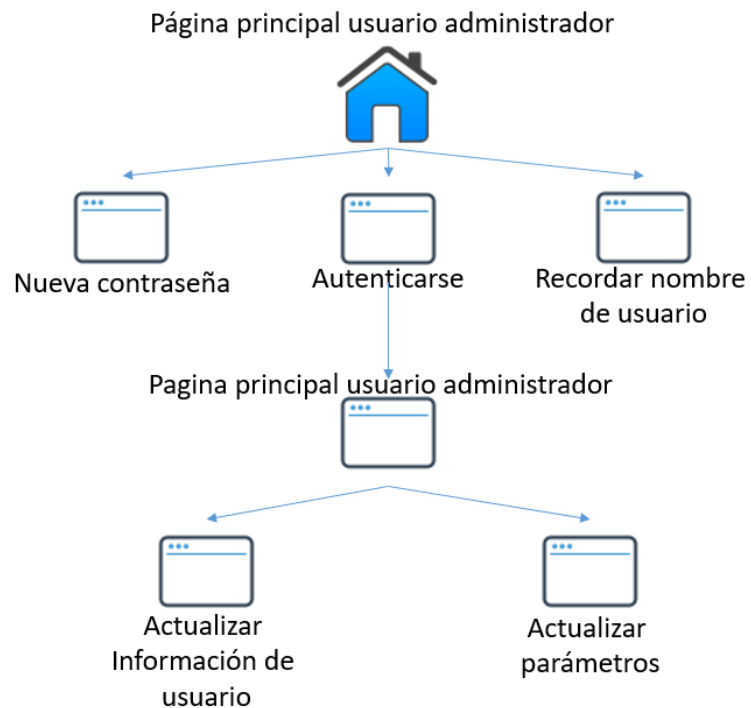 Página principal usuario administrador
Nueva contraseña
Autenticarse
Recordar nombre
de usuario
Pagina principal usuario administrador
Actualizar
Información de
usuario
Actualizar
parámetros